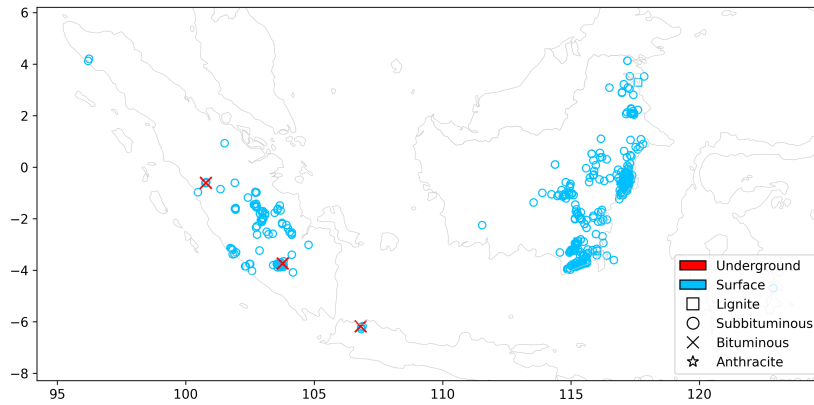 6
4
2
0
−2
−4
−6
−8
95
100
105
110
115
120
Underground
Surface
Lignite
Subbituminous
Bituminous
Anthracite